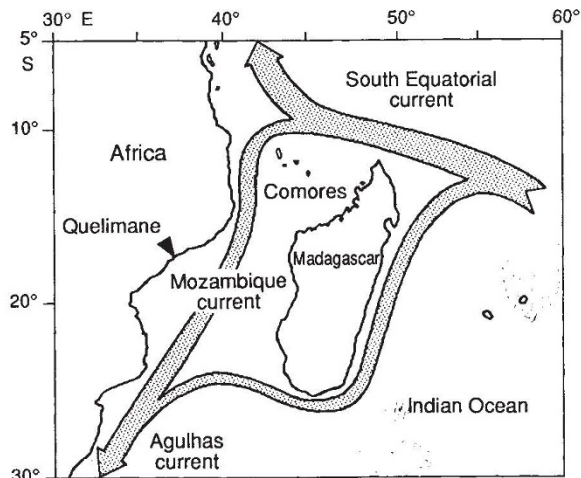 30° E 40° 50° 60°
5°
S
South Equatorial
current
10°
Africa
Comores
Quelimane
Madagascar
Mozambique
current
20°
Indian Ocean
Agulhas
current
30°